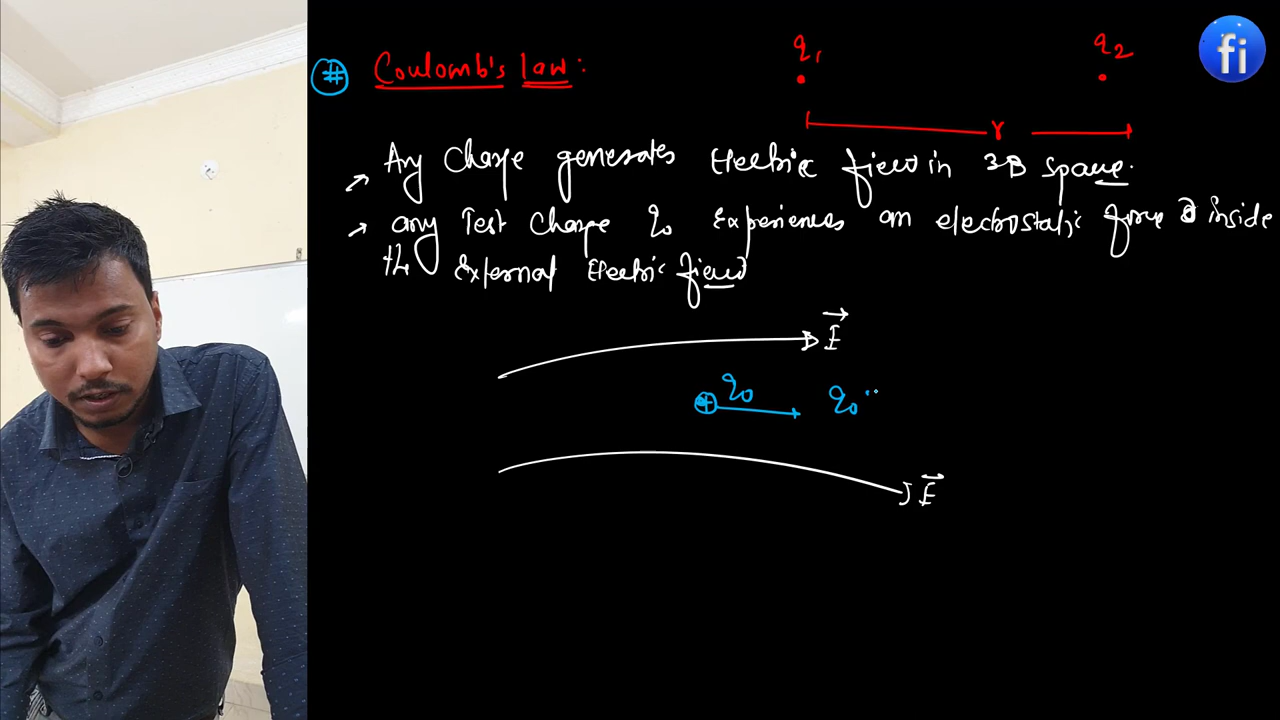 fi
# Coulomb's law:
q₁ q₂
r
→ Any Charge generates Electric field in 3D space.
→ any Test Charge q₀ Experiences an electrostatic force inside
the External Electric field
E⃗
q₀ q₀
E⃗